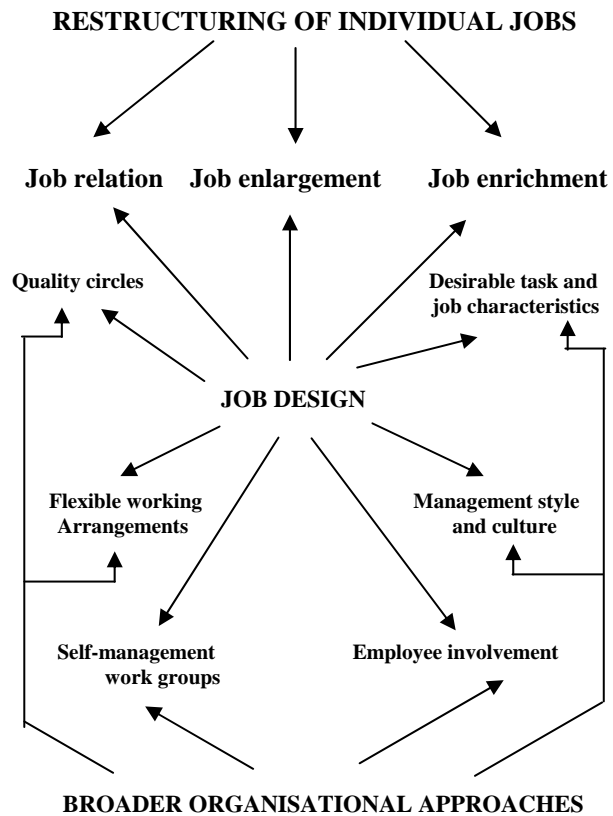 RESTRUCTURING OF INDIVIDUAL JOBS
Job relation Job enlargement Job enrichment
Quality circles
Desirable task and
job characteristics
JOB DESIGN
Flexible working
Arrangements
Management style
and culture
Self-management
work groups
Employee involvement
BROADER ORGANISATIONAL APPROACHES